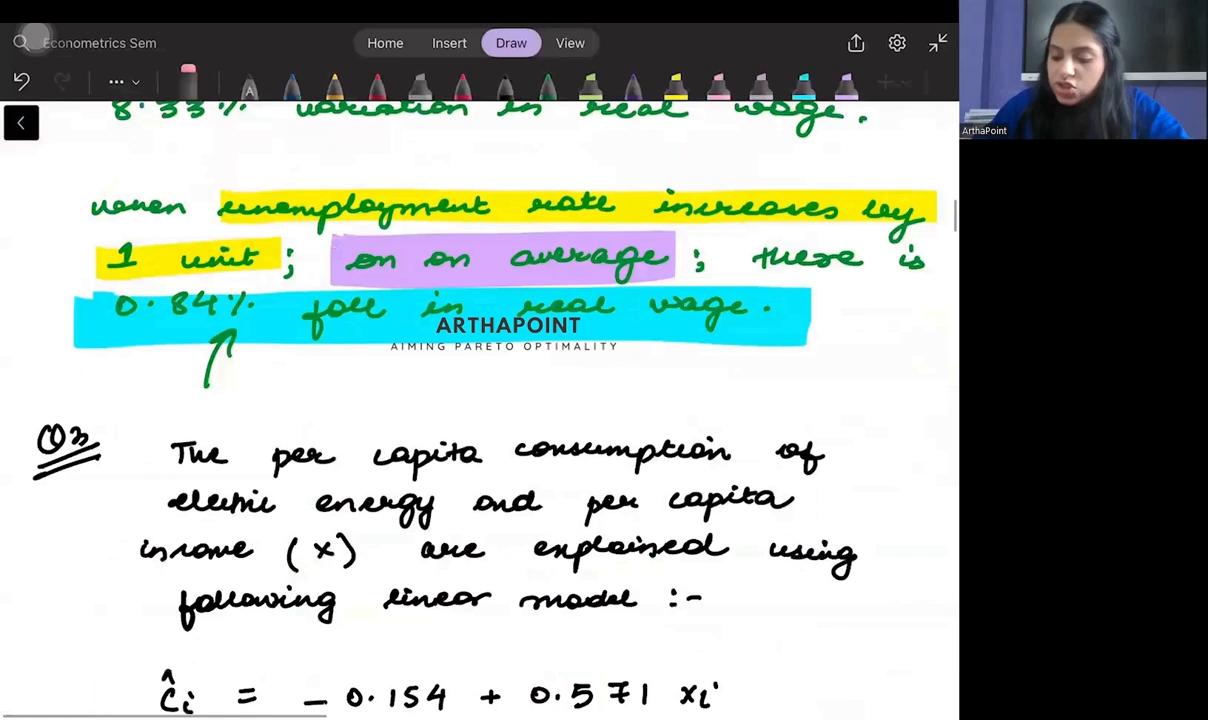 Econometrics Sem
Home Insert Draw View
ArthaPoint
8.33% variation in real wage.
when unemployment rate increases by
1 unit ; on an average ; there is
0.84% fall in real wage.
ARTHAPOINT
AIMING PARETO OPTIMALITY
Q3 The per capita consumption of
electric energy and per capita
income (x) are explained using
following linear model :-
Ĉi = - 0.154 + 0.571 xi